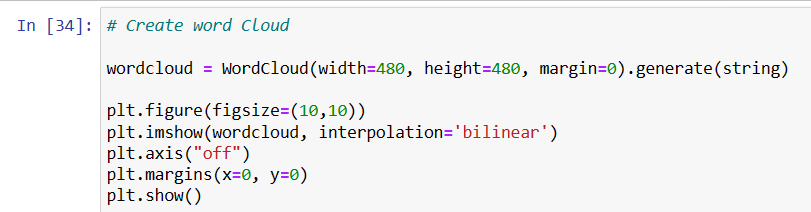 In [34]: # Create word Cloud
wordcloud = WordCloud(width=480, height=480, margin=0).generate(string)
plt.figure(figsize=(10,10))
plt.imshow(wordcloud, interpolation='bilinear')
plt.axis("off")
plt.margins(x=0, y=0)
plt.show()